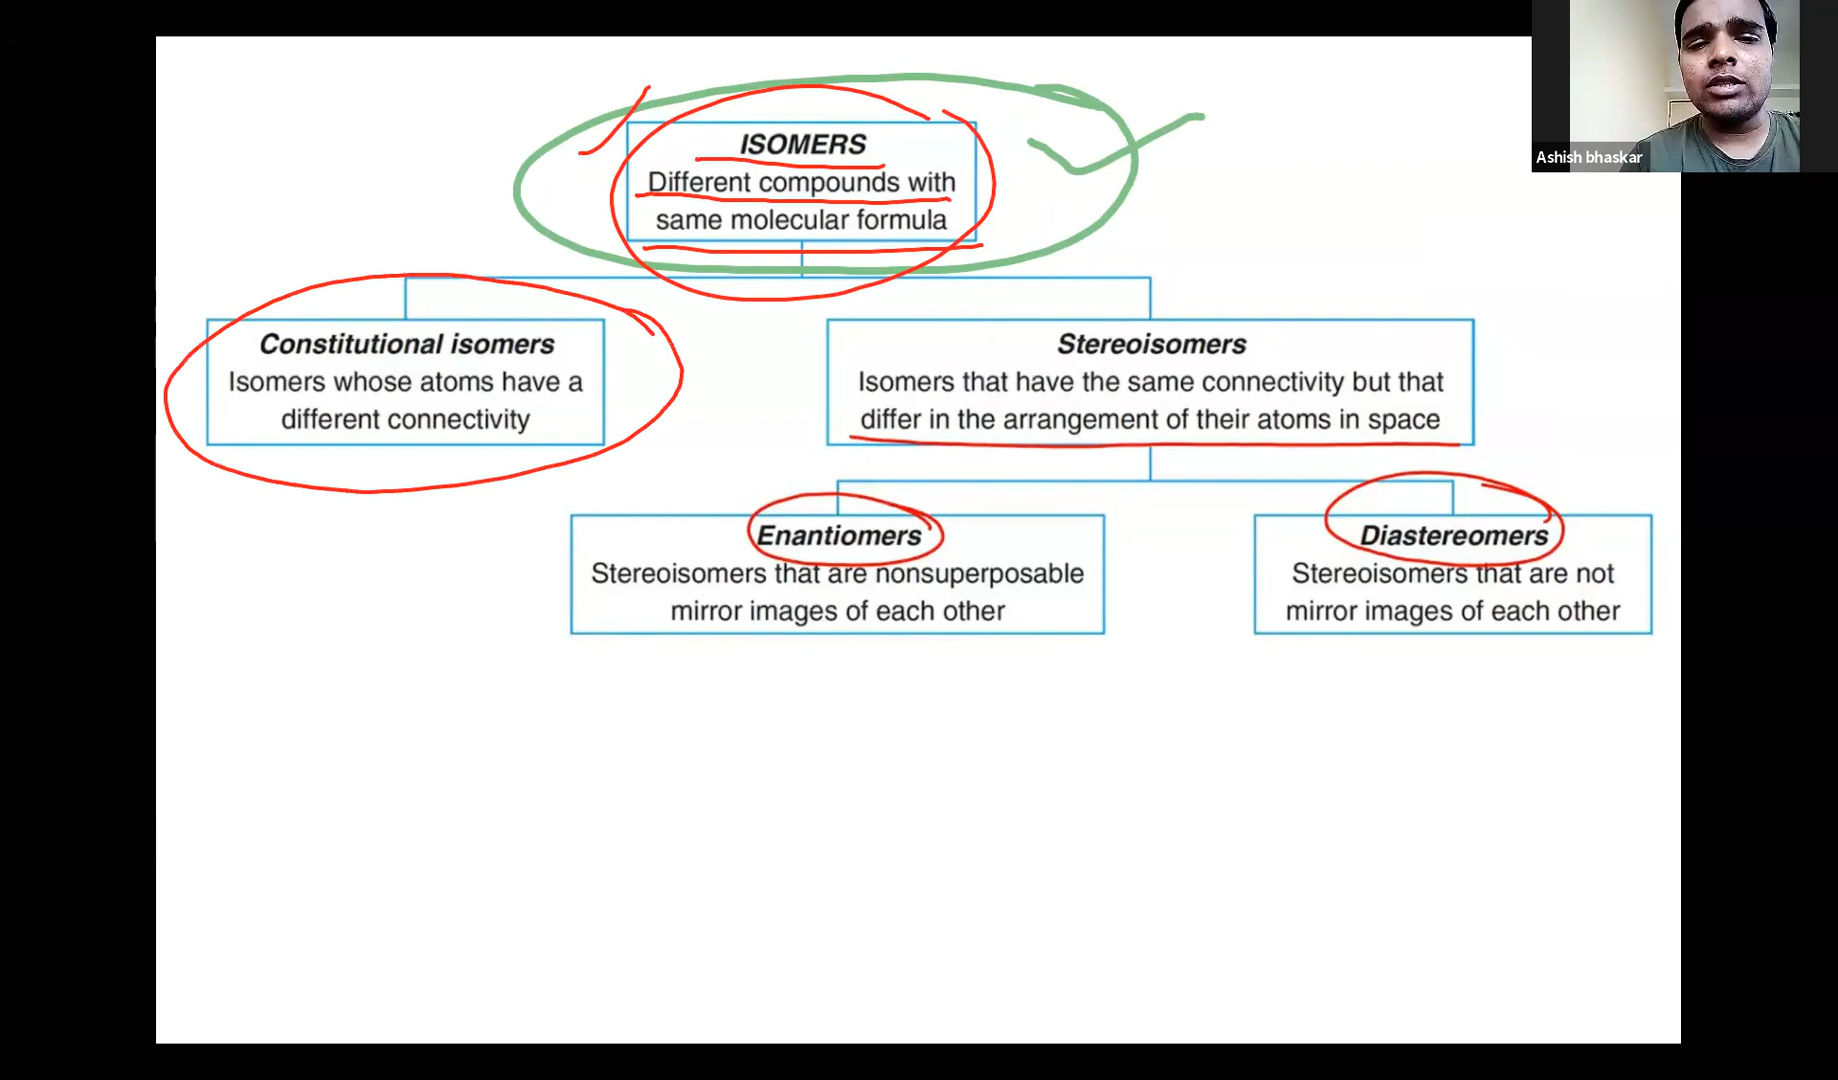 Ashish bhaskar
ISOMERS
Different compounds with
same molecular formula
Constitutional isomers
Isomers whose atoms have a
different connectivity
Stereoisomers
Isomers that have the same connectivity but that
differ in the arrangement of their atoms in space
Enantiomers
Stereoisomers that are nonsuperposable
mirror images of each other
Diastereomers
Stereoisomers that are not
mirror images of each other